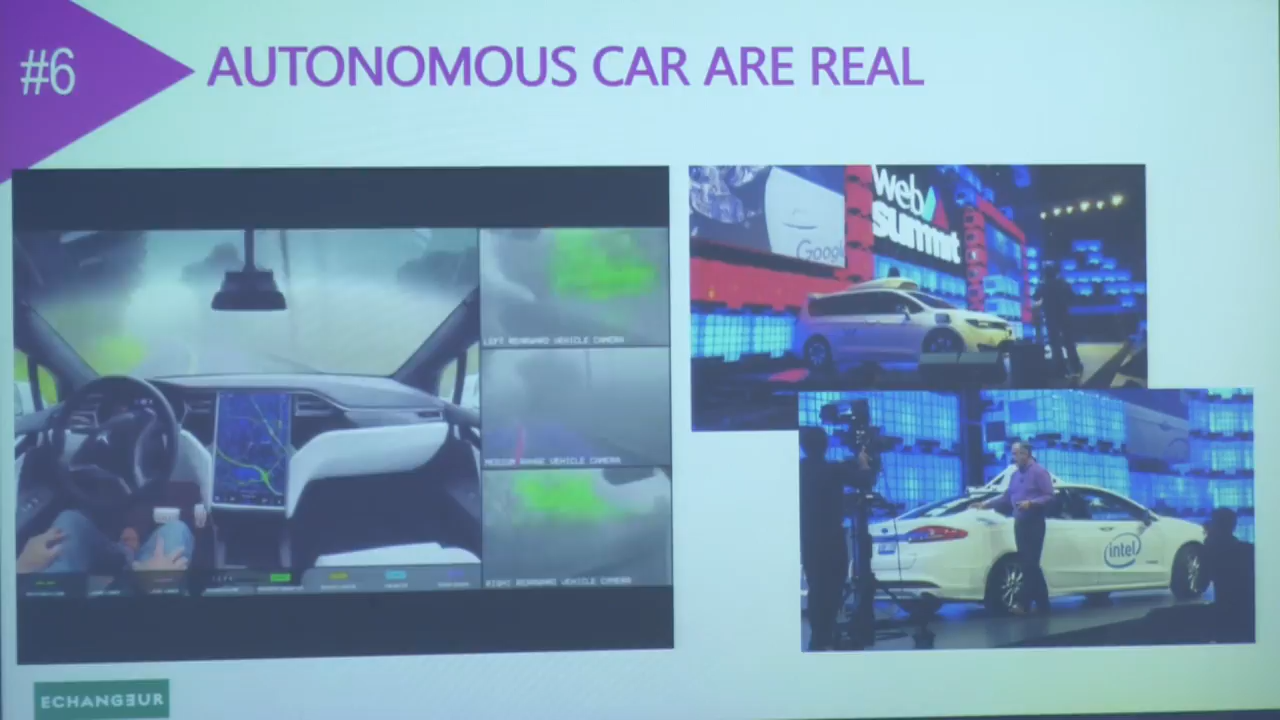 #6
AUTONOMOUS CAR ARE REAL
web
summit
Google
LEFT REARWARD VEHICLE CAMERA
MEDIUM RANGE VEHICLE CAMERA
RIGHT REARWARD VEHICLE CAMERA
intel
ECHANGEUR